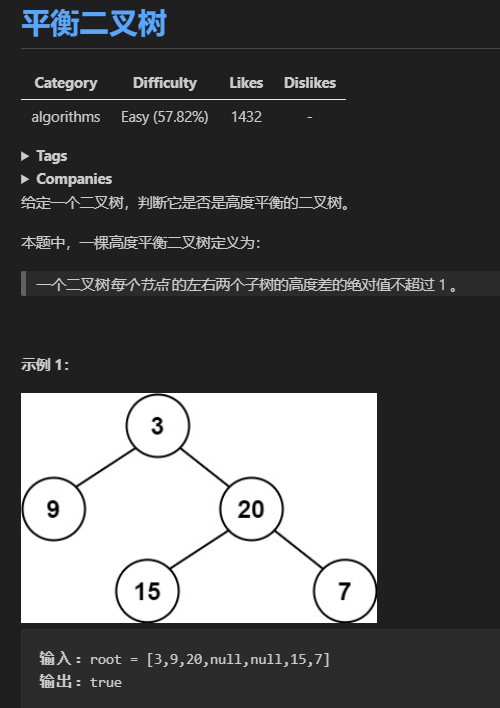 平衡二叉树
Category Difficulty Likes Dislikes
algorithms Easy (57.82%) 1432 -
Tags
Companies
给定一个二叉树，判断它是否是高度平衡的二叉树。
本题中，一棵高度平衡二叉树定义为：
一个二叉树每个节点 的左右两个子树的高度差的绝对值不超过 1 。
示例 1：
3
9 20
15 7
输入：root = [3,9,20,null,null,15,7]
输出：true